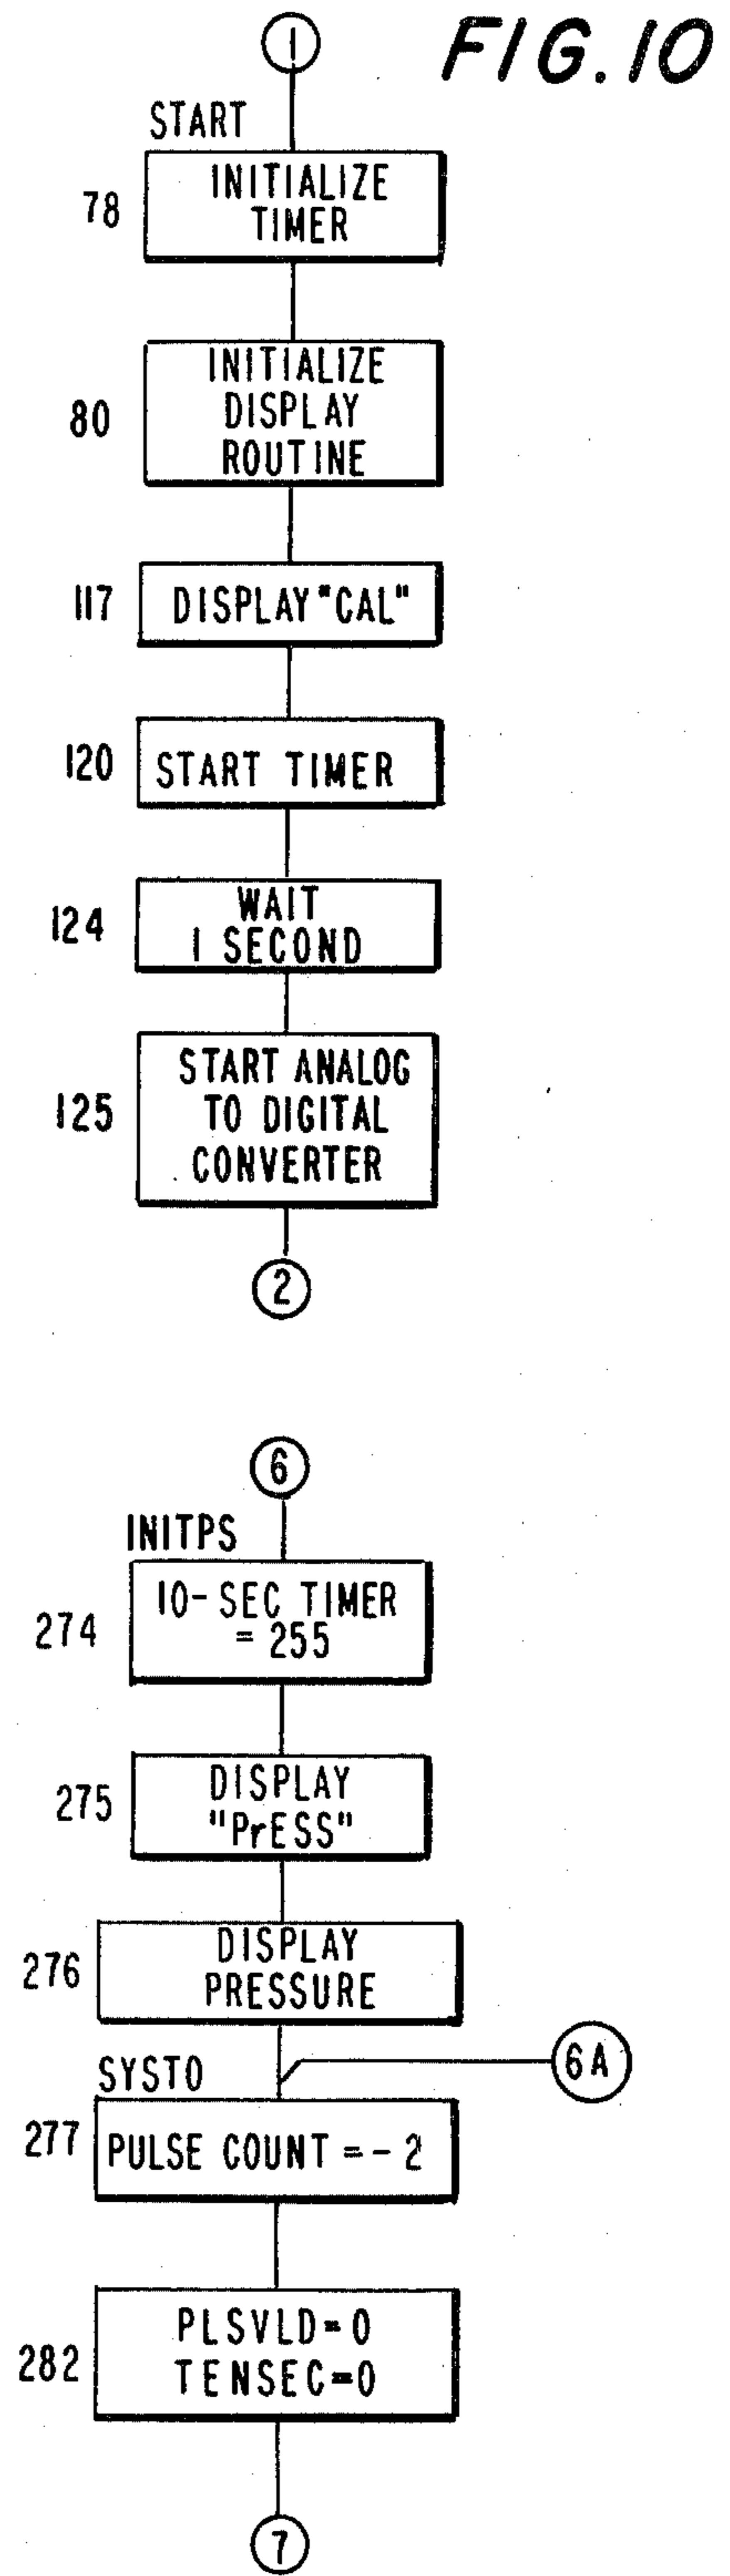 1
FIG. 10
START
78
INITIALIZE
TIMER
80
INITIALIZE
DISPLAY
ROUTINE
117
DISPLAY "CAL"
120
START TIMER
124
WAIT
1 SECOND
125
START ANALOG
TO DIGITAL
CONVERTER
2
6
INITPS
274
10-SEC TIMER
= 255
275
DISPLAY
"PrESS"
276
DISPLAY
PRESSURE
6A
SYSTO
277
PULSE COUNT = -2
282
PLSVLD=0
TENSEC=0
7